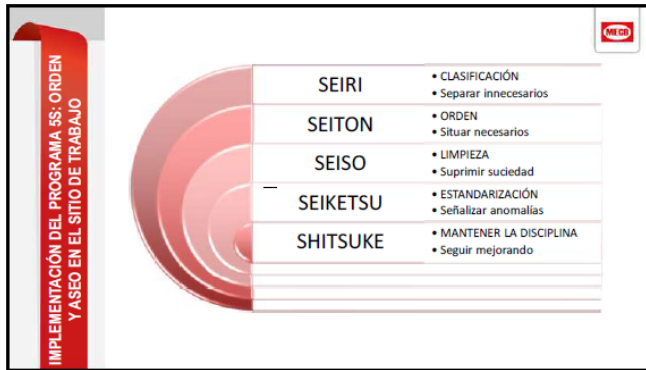 IMPLEMENTACIÓN DEL PROGRAMA 5S: ORDEN
Y ASEO EN EL SITIO DE TRABAJO
MECO
SEIRI
• CLASIFICACIÓN
• Separar innecesarios
SEITON
• ORDEN
• Situar necesarios
SEISO
• LIMPIEZA
• Suprimir suciedad
SEIKETSU
• ESTANDARIZACIÓN
• Señalizar anomalías
SHITSUKE
• MANTENER LA DISCIPLINA
• Seguir mejorando